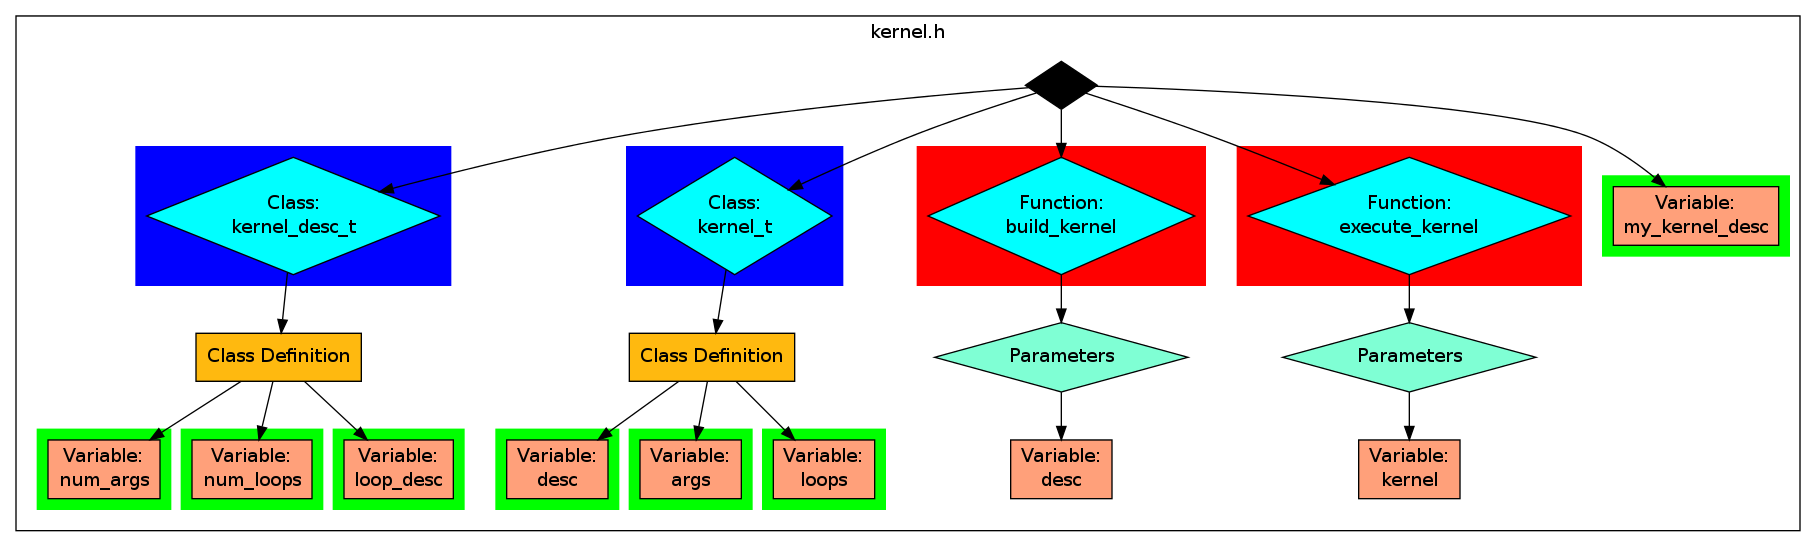 kernel.h
Class:
kernel_desc_t
Class:
kernel_t
Function:
build_kernel
Function:
execute_kernel
Variable:
my_kernel_desc
Class Definition
Class Definition
Parameters
Parameters
Variable:
num_args
Variable:
num_loops
Variable:
loop_desc
Variable:
desc
Variable:
args
Variable:
loops
Variable:
desc
Variable:
kernel